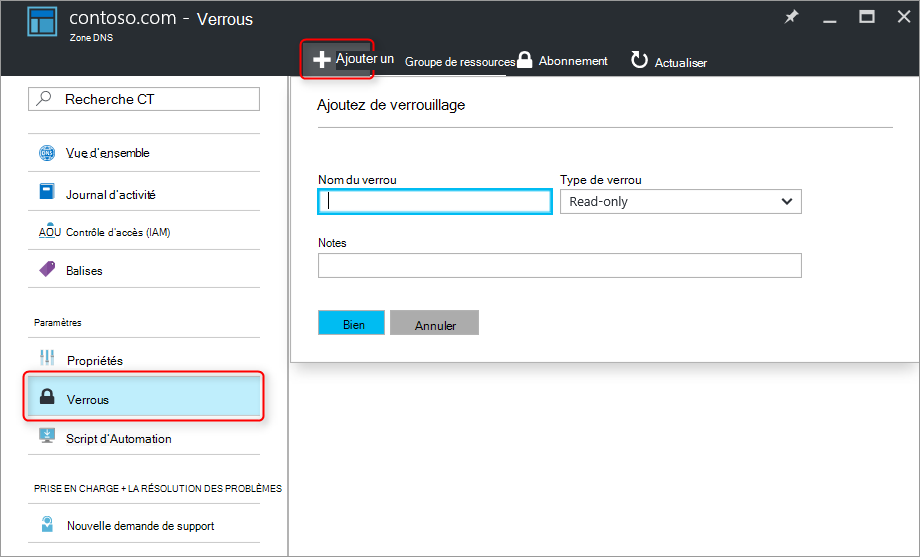 contoso.com - Verrous
Zone DNS
Ajouter un
Groupe de ressources
Abonnement
Actualiser
Recherche CT
Vue d'ensemble
Journal d'activité
AOU Contrôle d'accès (IAM)
Balises
Paramètres
Propriétés
Verrous
Script d'Automation
PRISE EN CHARGE + LA RÉSOLUTION DES PROBLÈMES
Nouvelle demande de support
Ajoutez de verrouillage
Nom du verrou
Type de verrou
Read-only
Notes
Bien
Annuler